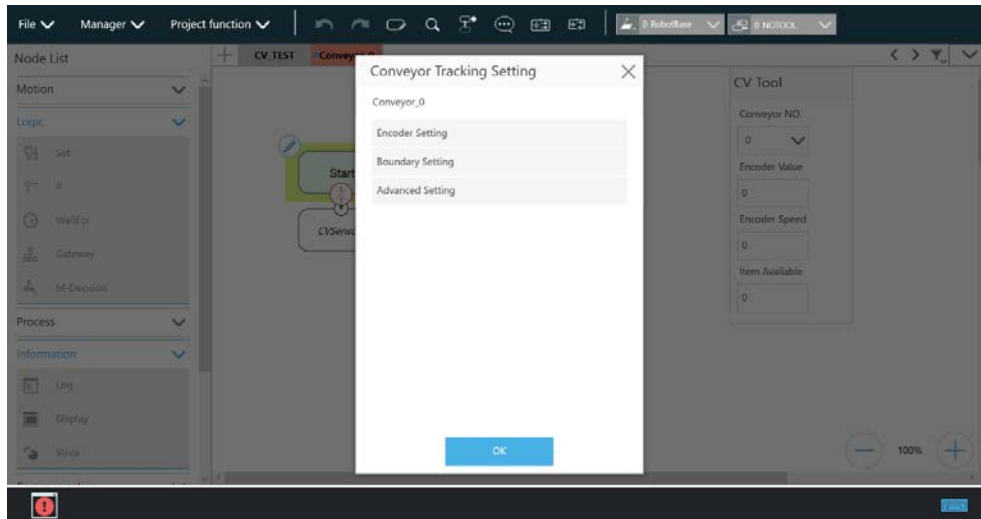 File Manager Project function 0 RobotBase 0 NOTOOL
Node List
CV_TEST Convey
Motion
Logic
Set
If
WaitFor
Gateway
M-Decision
Process
Information
Log
Display
Voice
Start
CVSenso
Conveyor Tracking Setting
Conveyor_0
Encoder Setting
Boundary Setting
Advanced Setting
OK
CV Tool
Conveyor NO.
0
Encoder Value
0
Encoder Speed
0
Item Available
0
100%